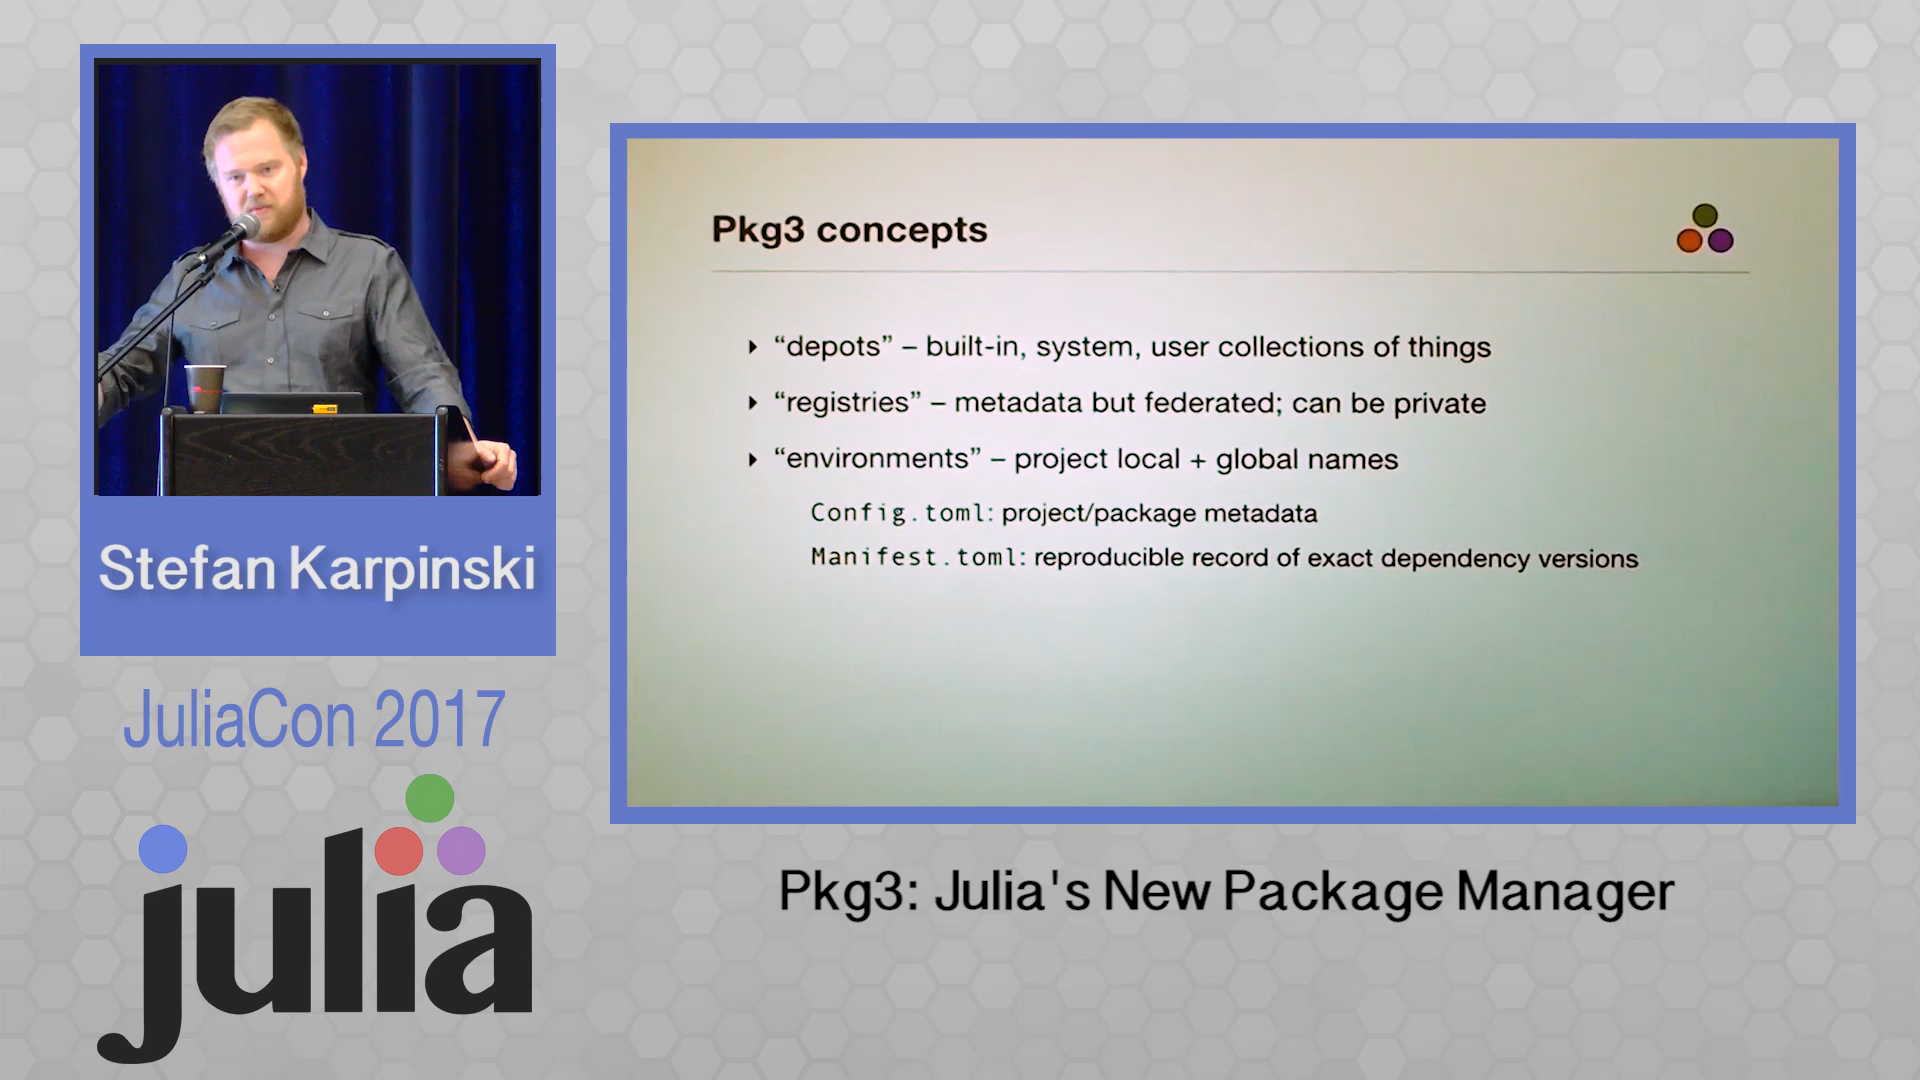 Stefan Karpinski
JuliaCon 2017
julia
Pkg3 concepts
“depots” – built-in, system, user collections of things
“registries” – metadata but federated; can be private
“environments” – project local + global names
Config.toml: project/package metadata
Manifest.toml: reproducible record of exact dependency versions
Pkg3: Julia's New Package Manager